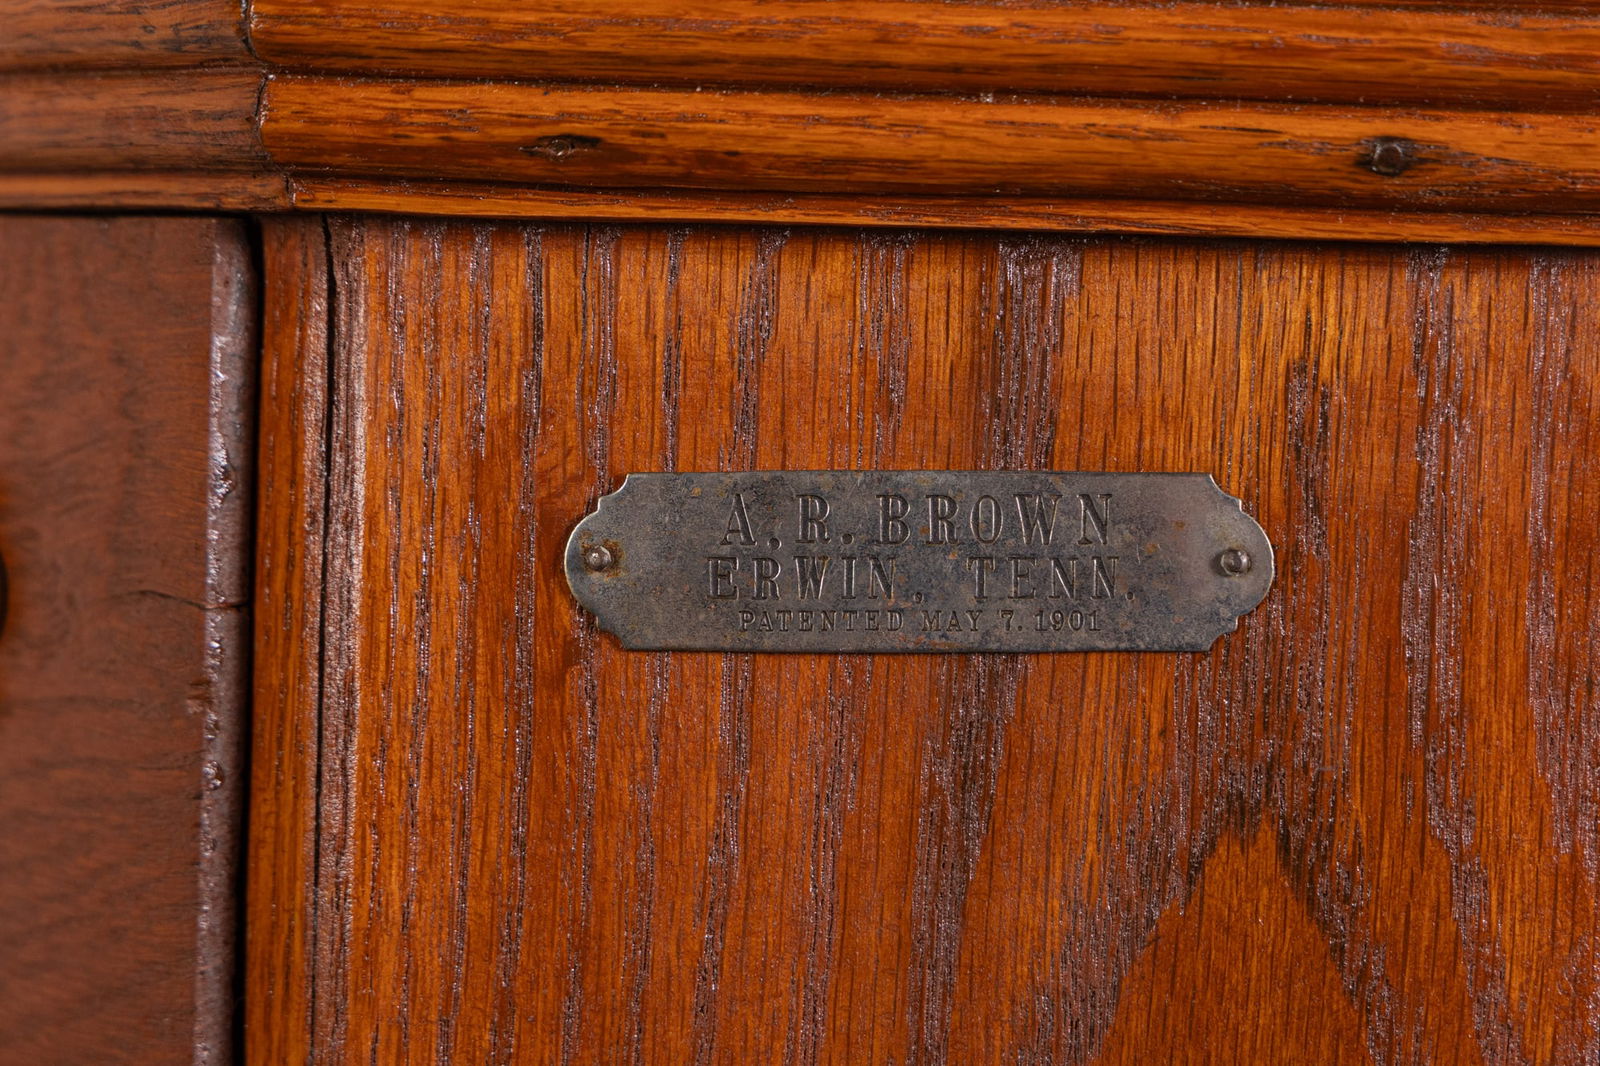 A. R. BROWN
ERWIN, TENN.
PATENTED MAY 7. 1901